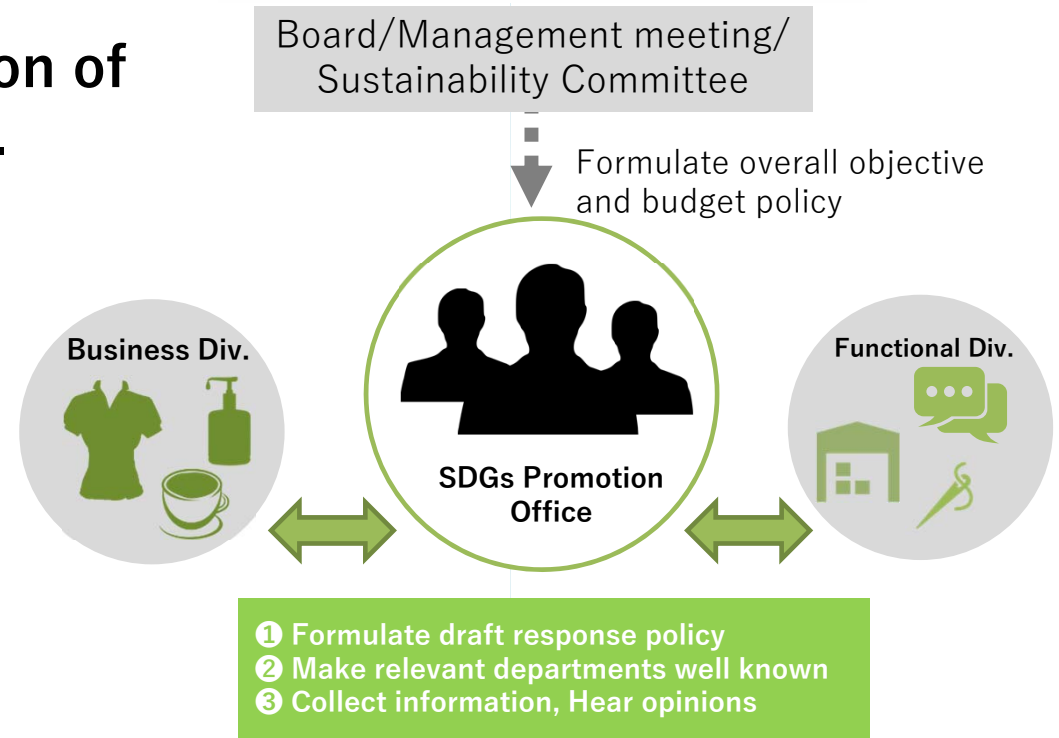 on of
Board/Management meeting/
Sustainability Committee
Formulate overall objective
and budget policy
Business Div.
Functional Div.
SDGs Promotion
Office
❶ Formulate draft response policy
❷ Make relevant departments well known
❸ Collect information, Hear opinions